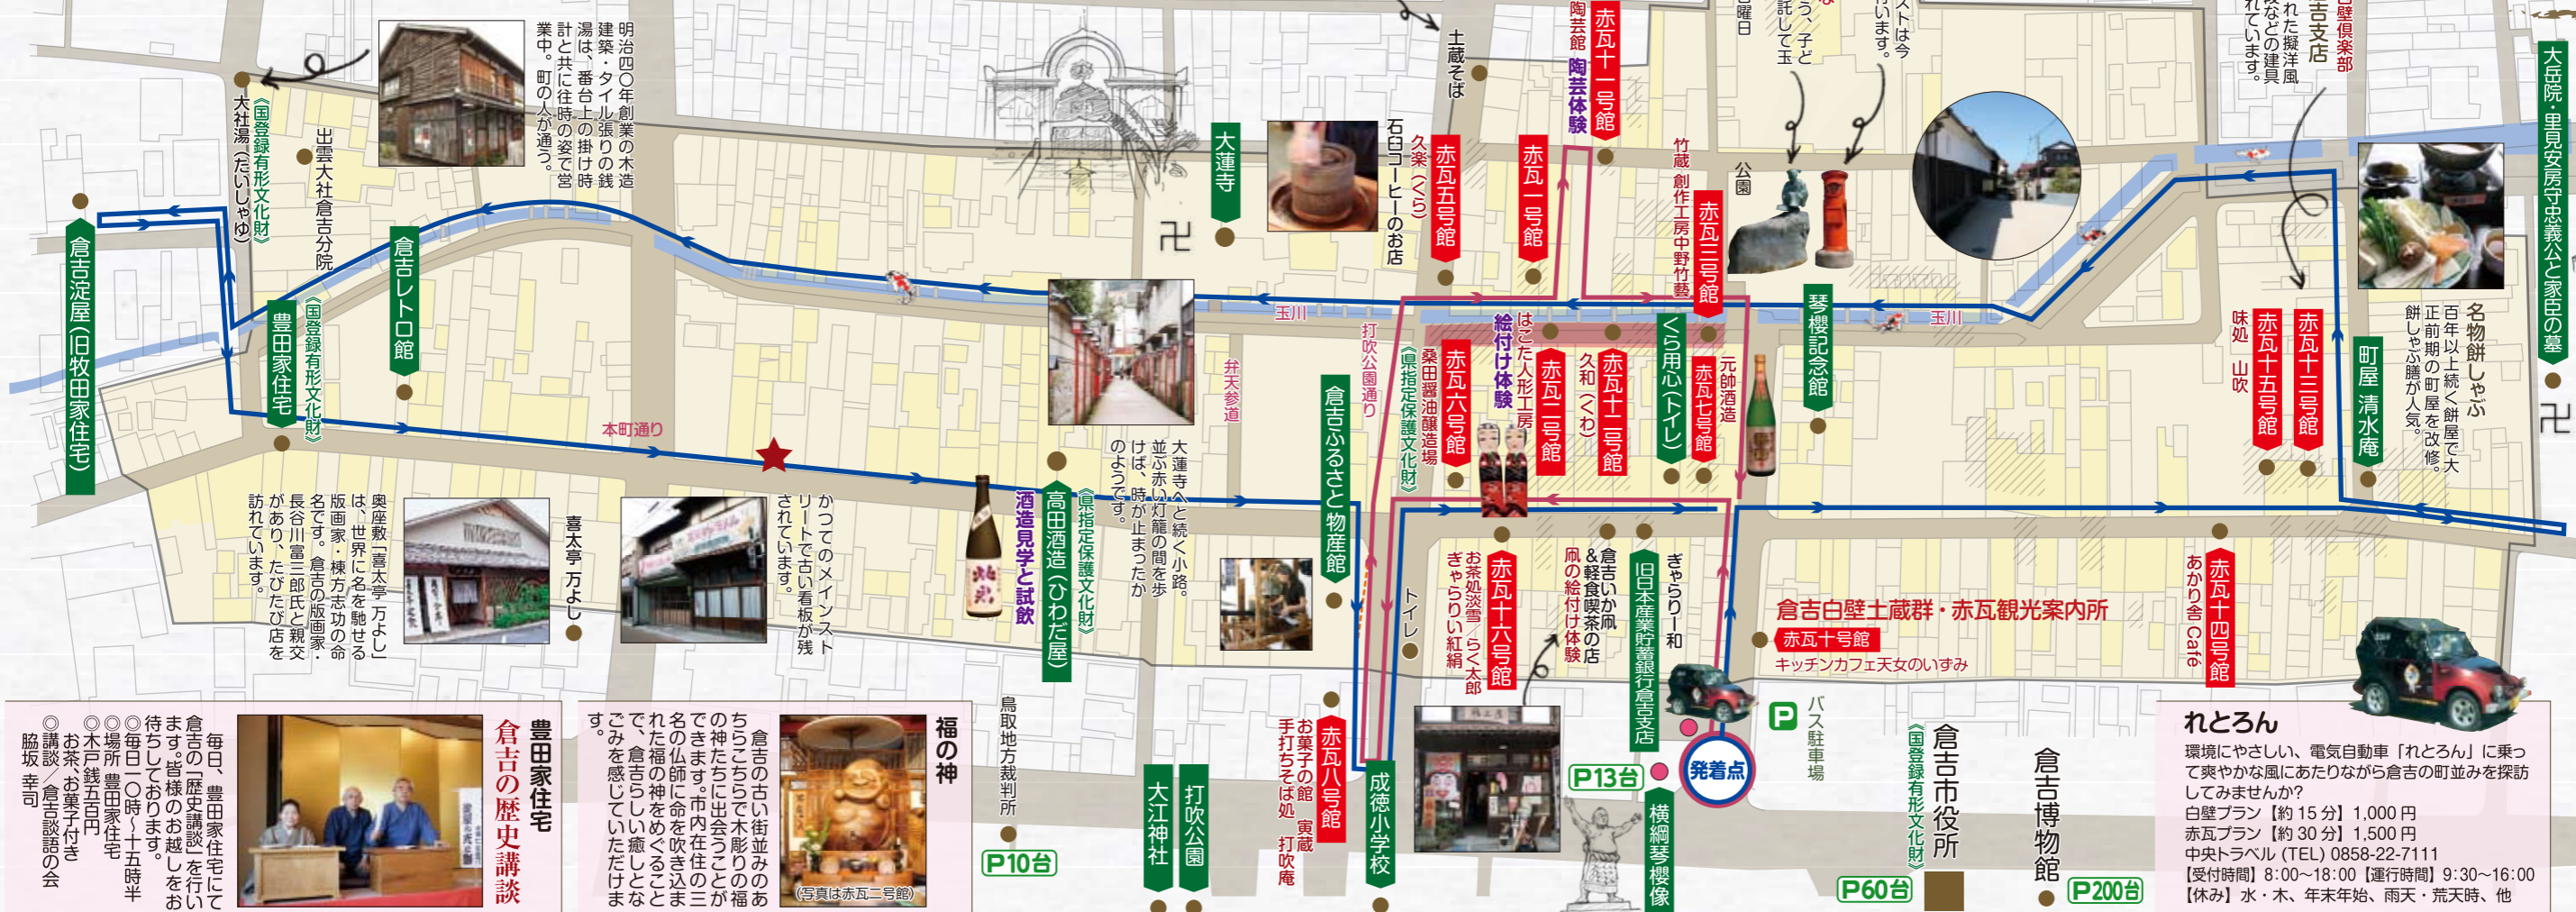 大岳院・里見安房守忠義公と家臣の墓
白壁倶楽部
吉支店
れた擬洋風
などの建具
れています。
ストは今
行います。
う、子ど
託して玉
日曜日
赤瓦十一号館
陶芸館 陶芸体験
土蔵そば
大蓮寺
石臼コーヒーのお店
久楽(くら)
赤瓦五号館
赤瓦一号館
竹蔵 創作工房中野竹藝
赤瓦三号館
公園
明治四〇年創業の木造
建築・タイル張りの銭
湯は、番台上の掛け時
計と共に往時の姿で営
業中。町の人が通う。
《国登録有形文化財》
大社湯(たいしゃゆ)
出雲大社倉吉分院
倉吉淀屋(旧牧田家住宅)
《国登録有形文化財》
豊田家住宅
倉吉レトロ館
本町通り
玉川
打吹公園通り
弁天参道
玉川
名物餅しゃぶ
百年以上続く餅屋で大
正前期の町屋を改修。
餅しゃぶ膳が人気。
町屋 清水庵
赤瓦十三号館
赤瓦十五号館
味処 山吹
琴櫻記念館
元帥酒造
赤瓦七号館
くら用心(トイレ)
赤瓦十二号館
久和(くわ)
赤瓦二号館
はこた人形工房
絵付け体験
赤瓦六号館
桑田醤油醸造場
《県指定保護文化財》
倉吉ふるさと物産館
大蓮寺へと続く小路。
並ぶ赤い灯籠の間を歩
けば、時が止まったか
のようです。
《県指定保護文化財》
高田酒造(ひわだ屋)
酒造見学と試飲
かつてのメインスト
リートで古い看板が残
されています。
喜太亭 万よし
奥座敷「喜太亭 万よし」
は、世界に名を馳せる
版画家・棟方志功の命
名です。倉吉の版画家・
長谷川富三郎氏と親交
があり、たびたび店を
訪れています。
トイレ
赤瓦十六号館
お茶処淡雪/らく太郎
ぎゃらりい紅絹
倉吉いか凧
&軽食喫茶の店
凧の絵付け体験
旧日本産業貯蓄銀行倉吉支店
ぎゃらりー和
倉吉白壁土蔵群・赤瓦観光案内所
赤瓦十号館
キッチンカフェ天女のいずみ
赤瓦十四号館
あかり舎 Café
P
バス駐車場
発着点
P13台
横綱琴櫻像
成徳小学校
赤瓦八号館
お菓子の館 寅蔵
手打ちそば処 打吹庵
打吹公園
大江神社
鳥取地方裁判所
P10台
倉吉市役所
《国登録有形文化財》
P60台
倉吉博物館
P200台
福の神
倉吉の古い街並みのあ
ちらこちらで木彫りの福
の神たちに出会うことが
できます。市内在住の三
名の仏師に命を吹き込ま
れた福の神をめぐること
で、倉吉らしい癒しとな
ごみを感じていただけま
す。
(写真は赤瓦二号館)
豊田家住宅
倉吉の歴史講談
毎日、豊田家住宅にて
倉吉の「歴史講談」を行い
ます。皆様のお越しをお
待ちしております。
◎毎日一〇時~十五時半
◎場所 豊田家住宅
◎木戸銭五百円
お茶、お菓子付き
◎講談/倉吉談語の会
脇坂 幸司
れとろん
環境にやさしい、電気自動車「れとろん」に乗っ
て爽やかな風にあたりながら倉吉の町並みを探訪
してみませんか?
白壁プラン【約15分】1,000円
赤瓦プラン【約30分】1,500円
中央トラベル (TEL) 0858-22-7111
【受付時間】8:00~18:00【運行時間】9:30~16:00
【休み】水・木、年末年始、雨天・荒天時、他